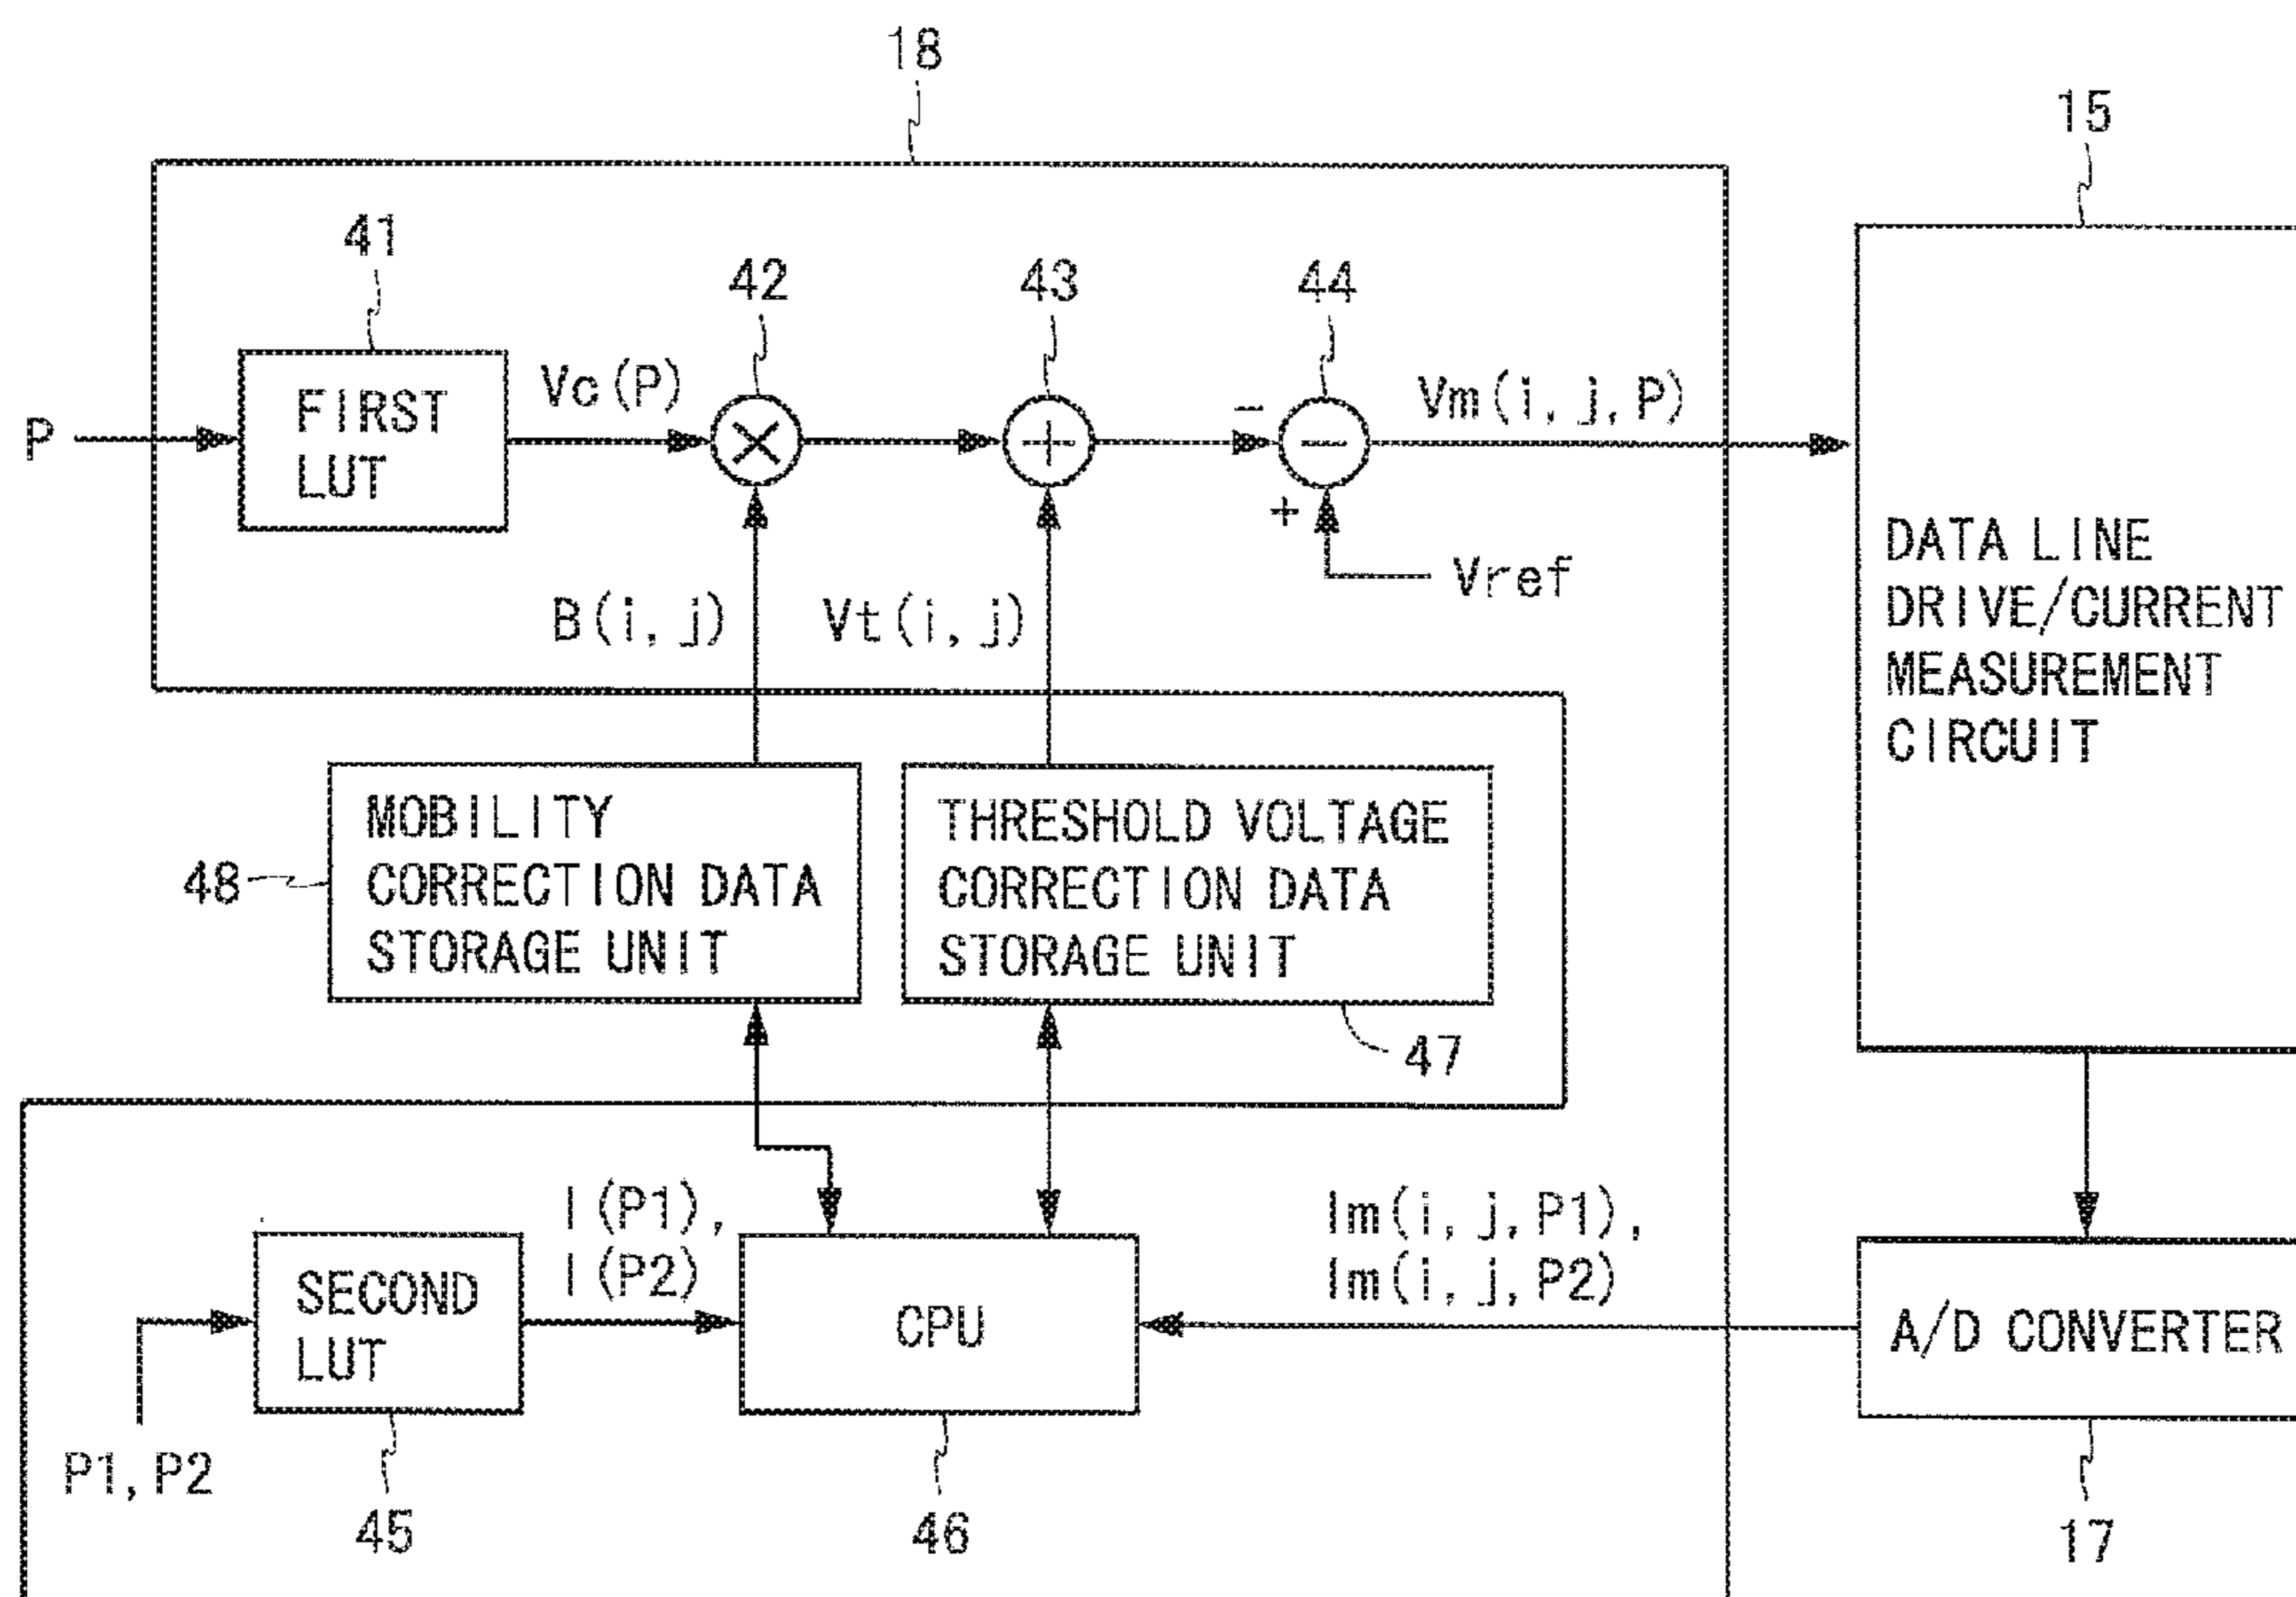 18
15
41
42
43
44
Vc(P)
Vm(i, j, P)
P
FIRST
LUT
×
+
-
-
+
Vref
B(i, j)
Vt(i, j)
DATA LINE
DRIVE/CURRENT
MEASUREMENT
CIRCUIT
48
MOBILITY
CORRECTION DATA
STORAGE UNIT
THRESHOLD VOLTAGE
CORRECTION DATA
STORAGE UNIT
47
I(P1),
I(P2)
Im(i, j, P1),
Im(i, j, P2)
SECOND
LUT
CPU
A/D CONVERTER
P1, P2
45
46
17